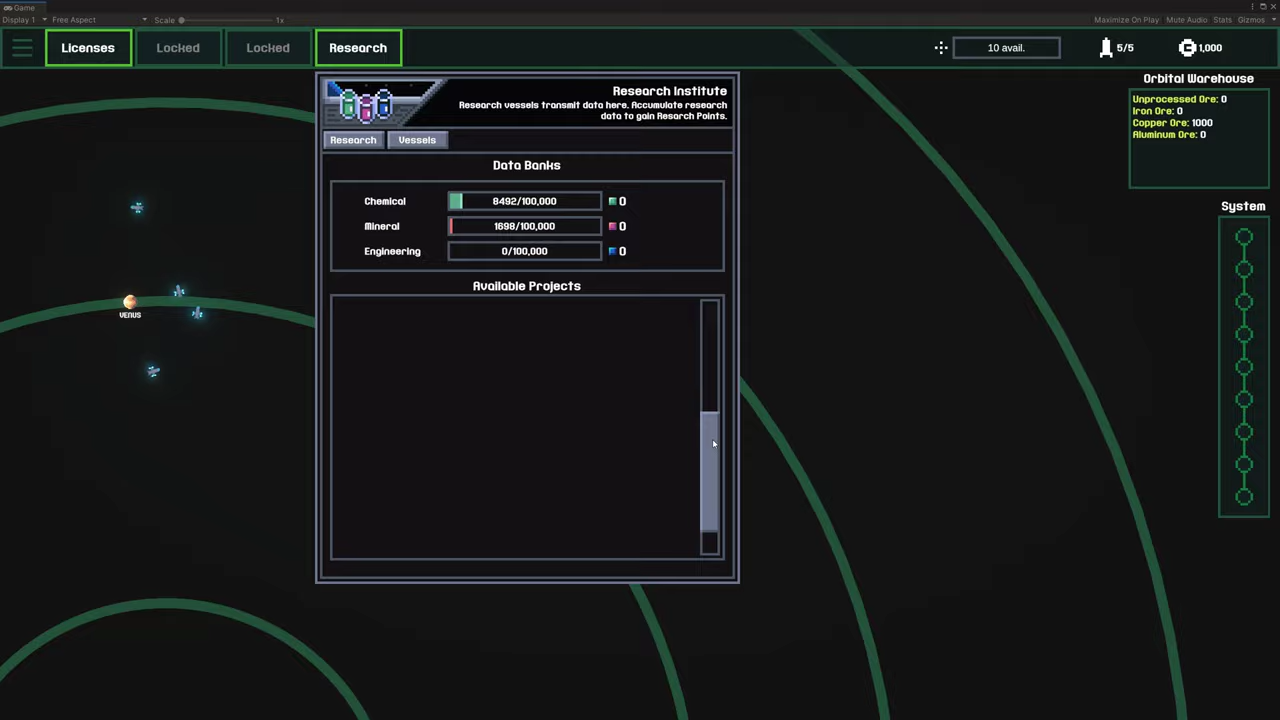 Game
Display 1
Free Aspect
Scale
1x
Maximize On Play
Mute Audio
Stats
Gizmos
Licenses
Locked
Locked
Research
10 avail.
5/5
1,000
Research Institute
Research vessels transmit data here. Accumulate research
data to gain Resarch Points.
Research
Vessels
Data Banks
Chemical
8492/100,000
0
Mineral
1698/100,000
0
Engineering
0/100,000
0
Available Projects
VENUS
Orbital Warehouse
Unprocessed Ore: 0
Iron Ore: 0
Copper Ore: 1000
Aluminum Ore: 0
System